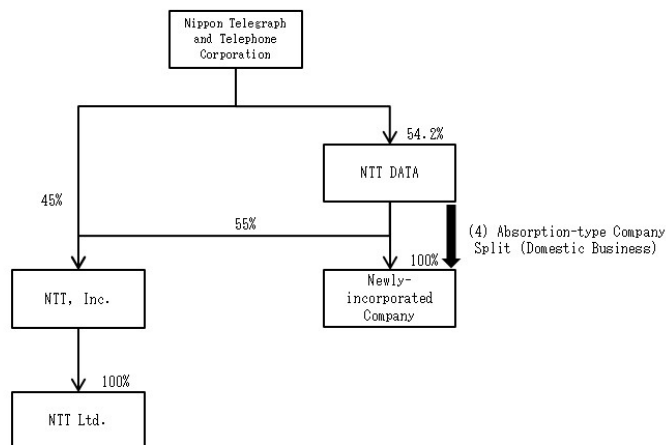 Nippon Telegraph
and Telephone
Corporation
54.2%
NTT DATA
45%
55%
(4) Absorption-type Company
Split (Domestic Business)
100%
NTT, Inc.
Newly-
incorporated
Company
100%
NTT Ltd.